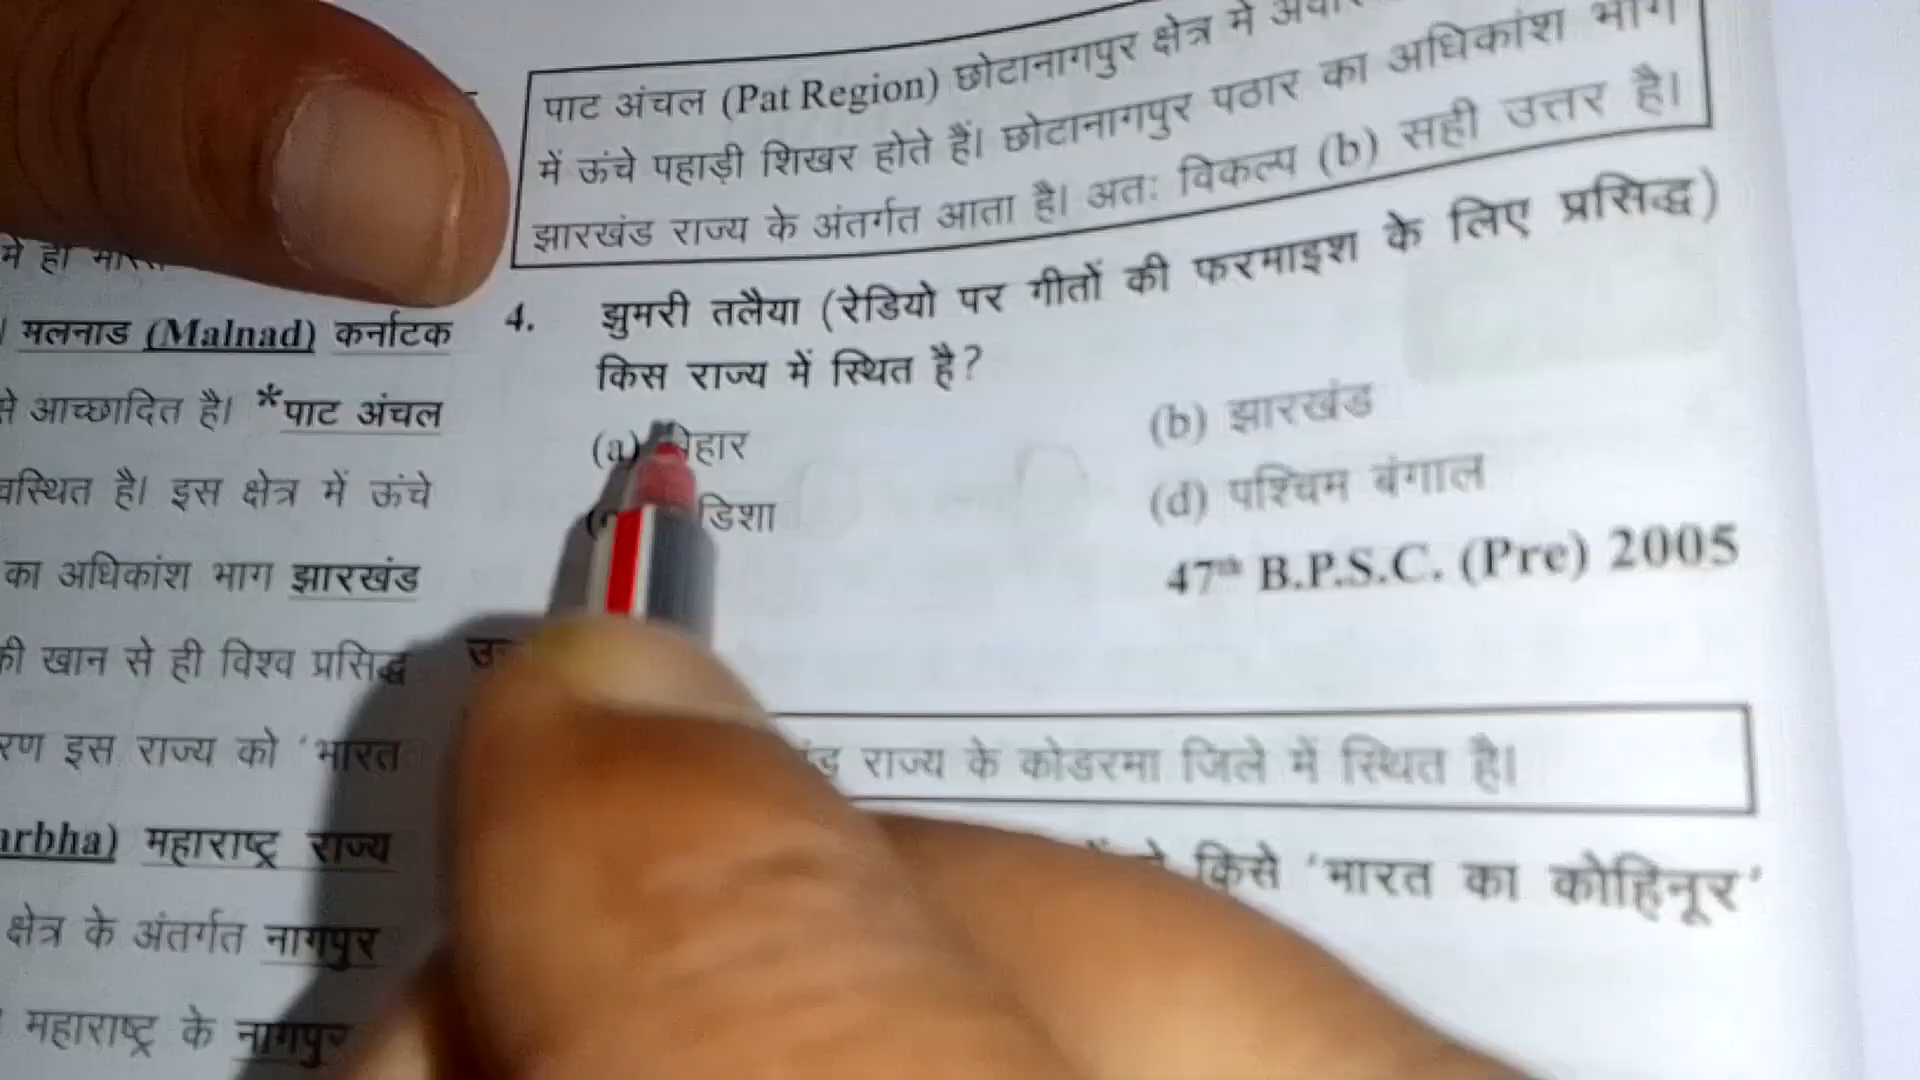 में ही
मलनाड (Malnad) कर्नाटक
से आच्छादित है। *पाट अंचल
वस्थित है। इस क्षेत्र में ऊंचे
का अधिकांश भाग झारखंड
की खान से ही विश्व प्रसिद्ध
रण इस राज्य को 'भारत
arbha) महाराष्ट्र राज्य
क्षेत्र के अंतर्गत नागपुर
महाराष्ट्र के नागपुर
पाट अंचल (Pat Region) छोटानागपुर क्षेत्र में
में ऊंचे पहाड़ी शिखर होते हैं। छोटानागपुर पठार का अधिकांश भाग
झारखंड राज्य के अंतर्गत आता है। अतः विकल्प (b) सही उत्तर है।
4. झुमरी तलैया (रेडियो पर गीतों की फरमाइश के लिए प्रसिद्ध)
किस राज्य में स्थित है?
(a) बिहार (b) झारखंड
डिशा (d) पश्चिम बंगाल
47th B.P.S.C. (Pre) 2005
राज्य के कोडरमा जिले में स्थित है।
किसे 'भारत का कोहिनूर'